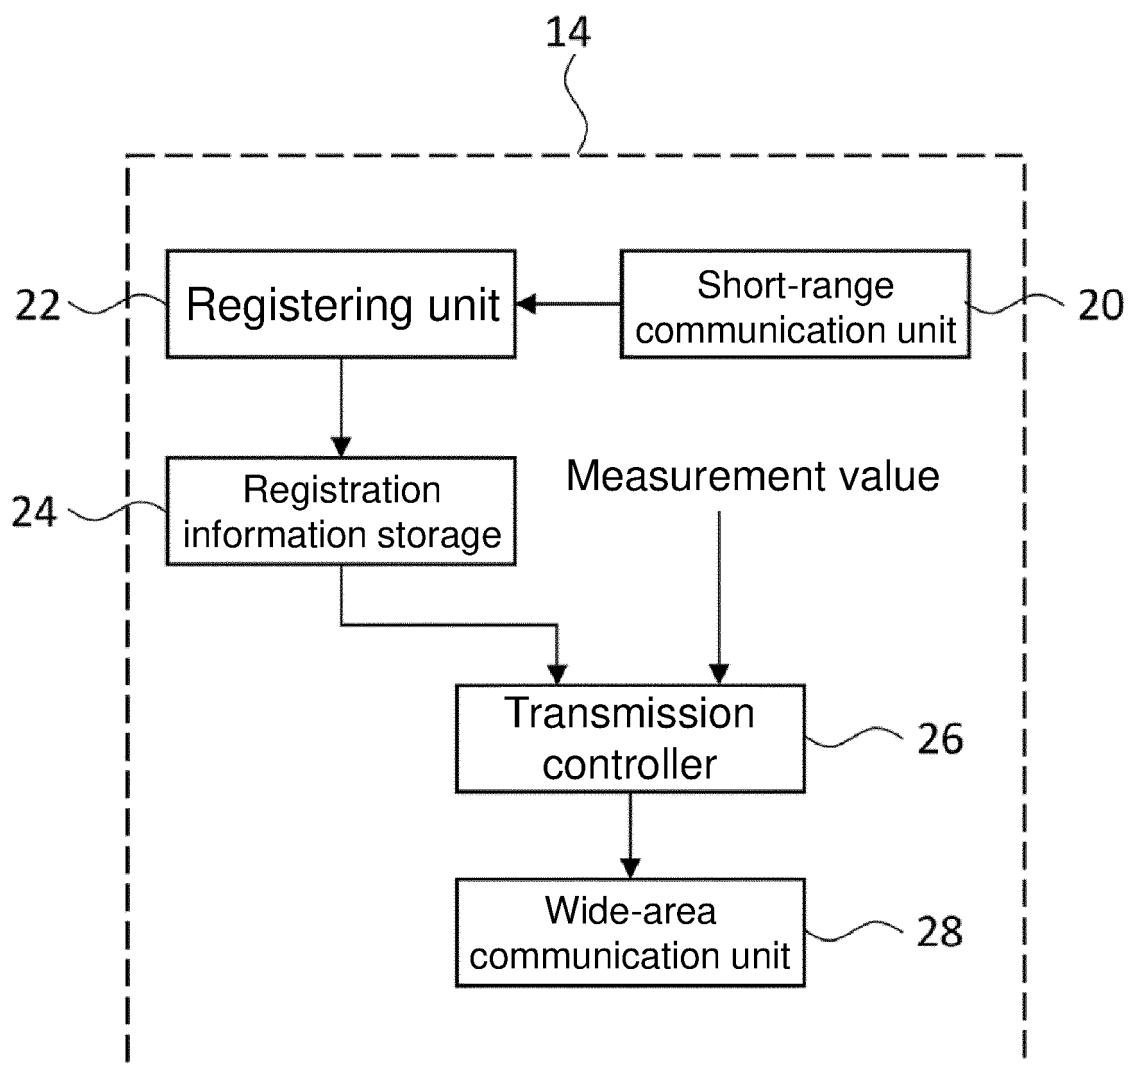 14
22
Registering unit
Short-range
communication unit
20
24
Registration
information storage
Measurement value
Transmission
controller
26
Wide-area
communication unit
28